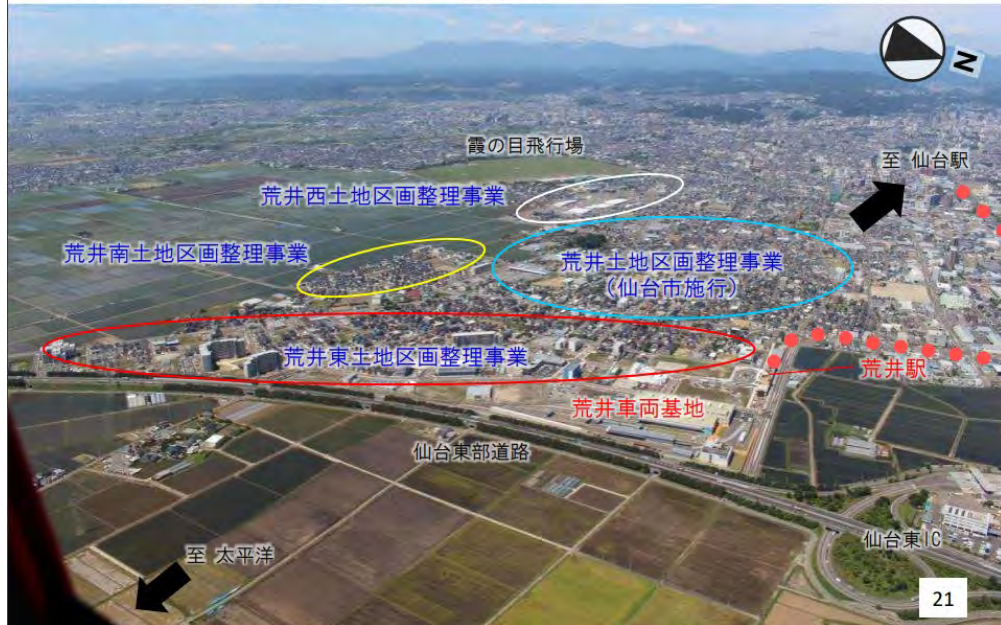 N
霞の目飛行場
至 仙台駅
荒井西土地区画整理事業
荒井南土地区画整理事業
荒井土地区画整理事業
(仙台市施行)
荒井東土地区画整理事業
荒井駅
荒井車両基地
仙台東部道路
仙台東IC
至 太平洋
21